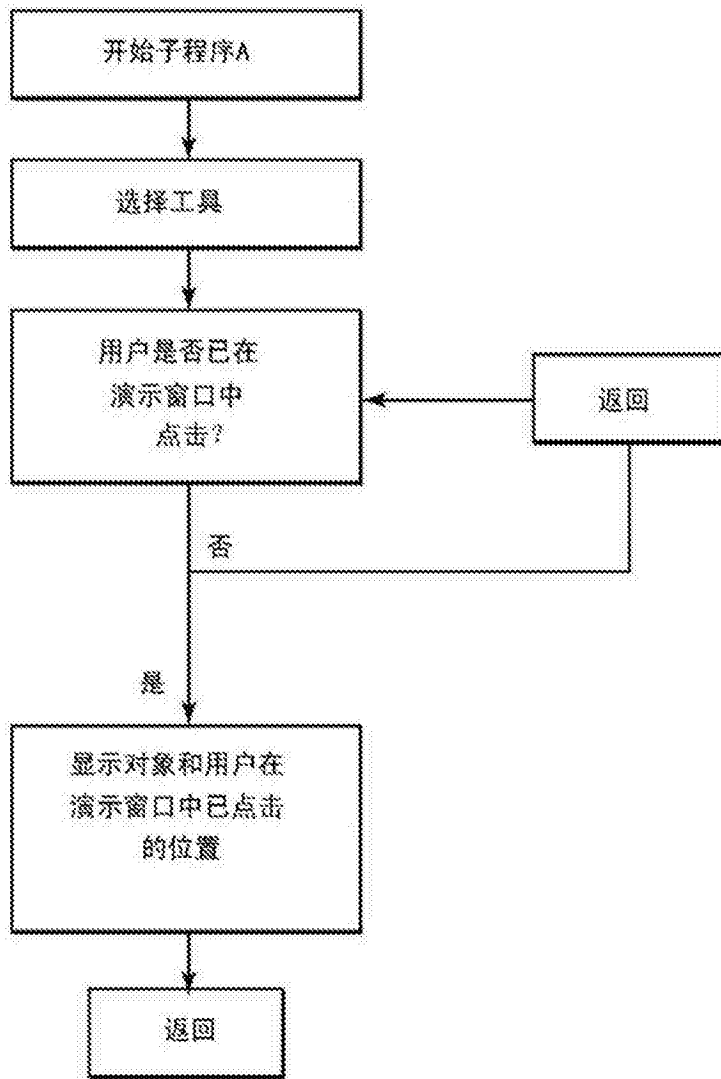 开始子程序A
选择工具
用户是否已在
演示窗口中
点击?
返回
否
是
显示对象和用户在
演示窗口中已点击
的位置
返回